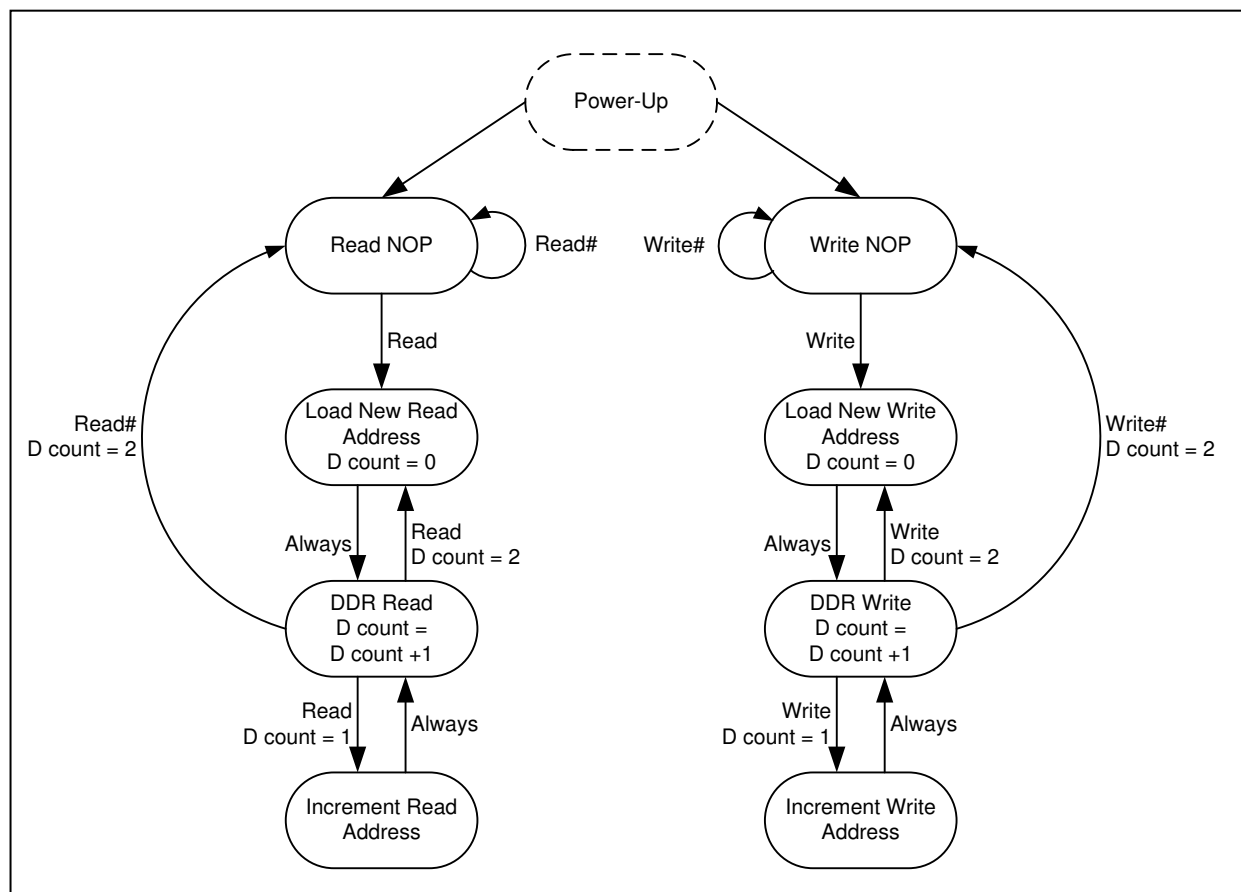 Power-Up
Read NOP
Read#
Write#
Write NOP
Read
Write
Load New Read
Address
D count = 0
Load New Write
Address
D count = 0
Read#
D count = 2
Write#
D count = 2
Always
Read
D count = 2
Always
Write
D count = 2
DDR Read
D count =
D count +1
DDR Write
D count =
D count +1
Read
D count = 1
Always
Write
D count = 1
Always
Increment Read
Address
Increment Write
Address